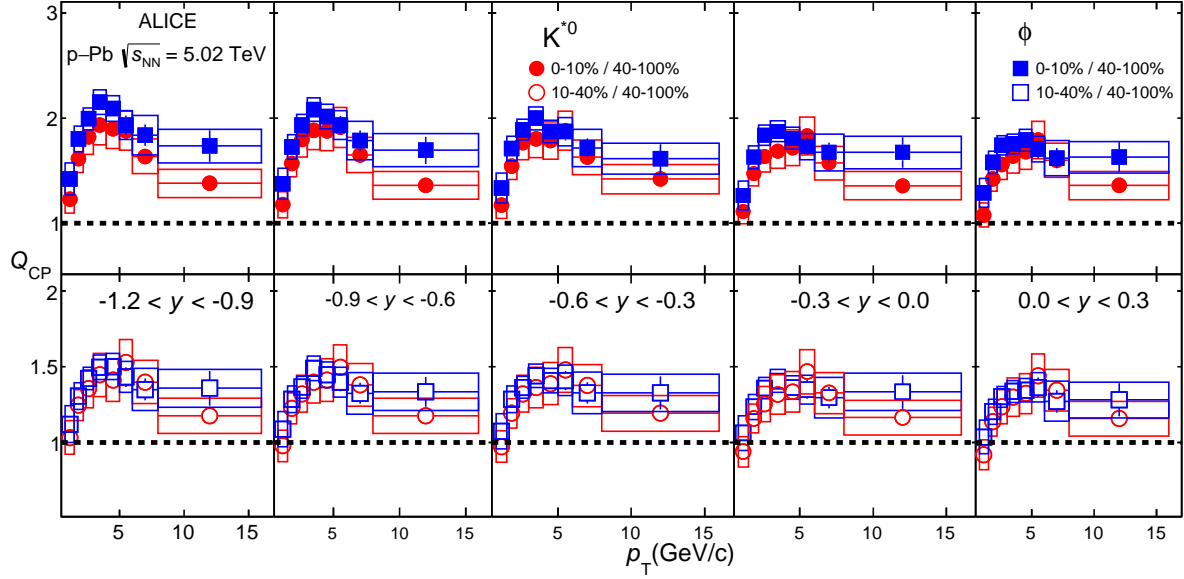 3
2
1
ALICE
p–Pb √sNN = 5.02 TeV
K*0
0-10% / 40-100%
10-40% / 40-100%
ϕ
0-10% / 40-100%
10-40% / 40-100%
QCP
2
1.5
1
-1.2 < y < -0.9
-0.9 < y < -0.6
-0.6 < y < -0.3
-0.3 < y < 0.0
0.0 < y < 0.3
5 10 15 5 10 15 5 10 15 5 10 15 5 10 15
pT(GeV/c)